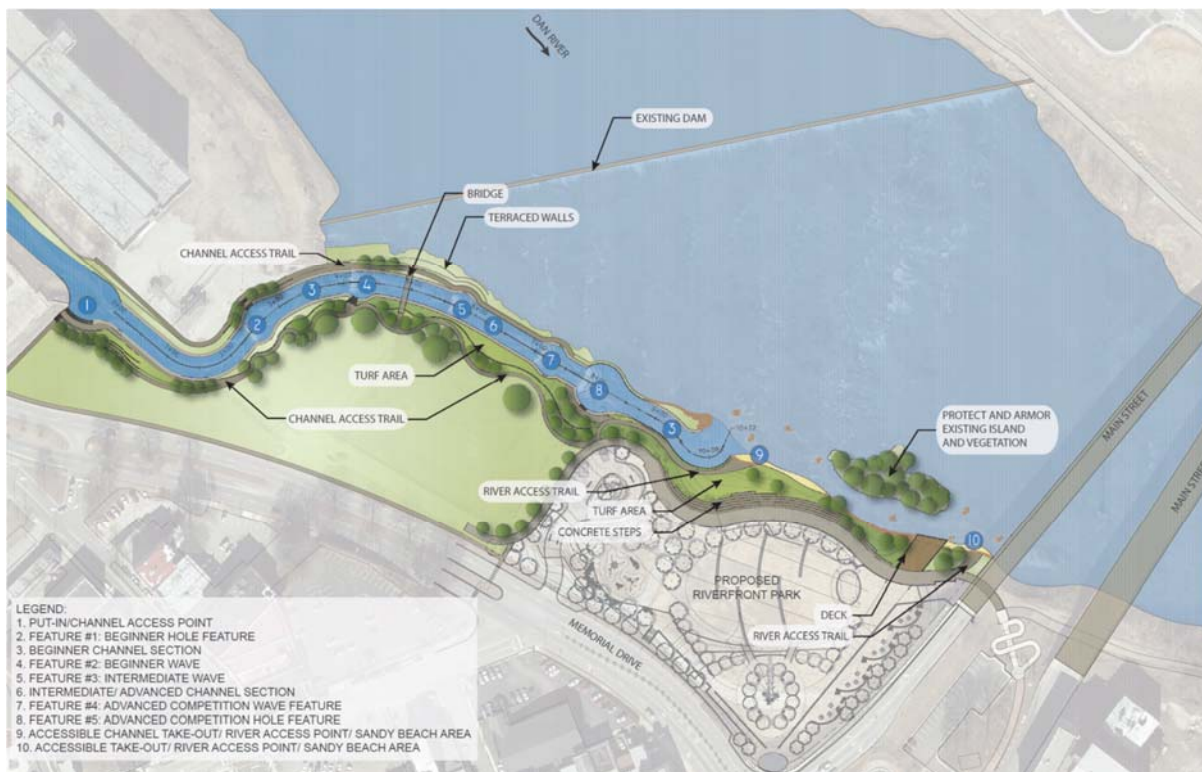 DAN RIVER
EXISTING DAM
BRIDGE
TERRACED WALLS
CHANNEL ACCESS TRAIL
1
2
3
4
5
6
7
8
3
9
10
TURF AREA
CHANNEL ACCESS TRAIL
PROTECT AND ARMOR
EXISTING ISLAND
AND VEGETATION
MAIN STREET
10+32
RIVER ACCESS TRAIL
TURF AREA
CONCRETE STEPS
PROPOSED
RIVERFRONT PARK
DECK
RIVER ACCESS TRAIL
MEMORIAL DRIVE
LEGEND:
1. PUT-IN/CHANNEL ACCESS POINT
2. FEATURE #1: BEGINNER HOLE FEATURE
3. BEGINNER CHANNEL SECTION
4. FEATURE #2: BEGINNER WAVE
5. FEATURE #3: INTERMEDIATE WAVE
6. INTERMEDIATE/ ADVANCED CHANNEL SECTION
7. FEATURE #4: ADVANCED COMPETITION WAVE FEATURE
8. FEATURE #5: ADVANCED COMPETITION HOLE FEATURE
9. ACCESSIBLE CHANNEL TAKE-OUT/ RIVER ACCESS POINT/ SANDY BEACH AREA
10. ACCESSIBLE TAKE-OUT/ RIVER ACCESS POINT/ SANDY BEACH AREA